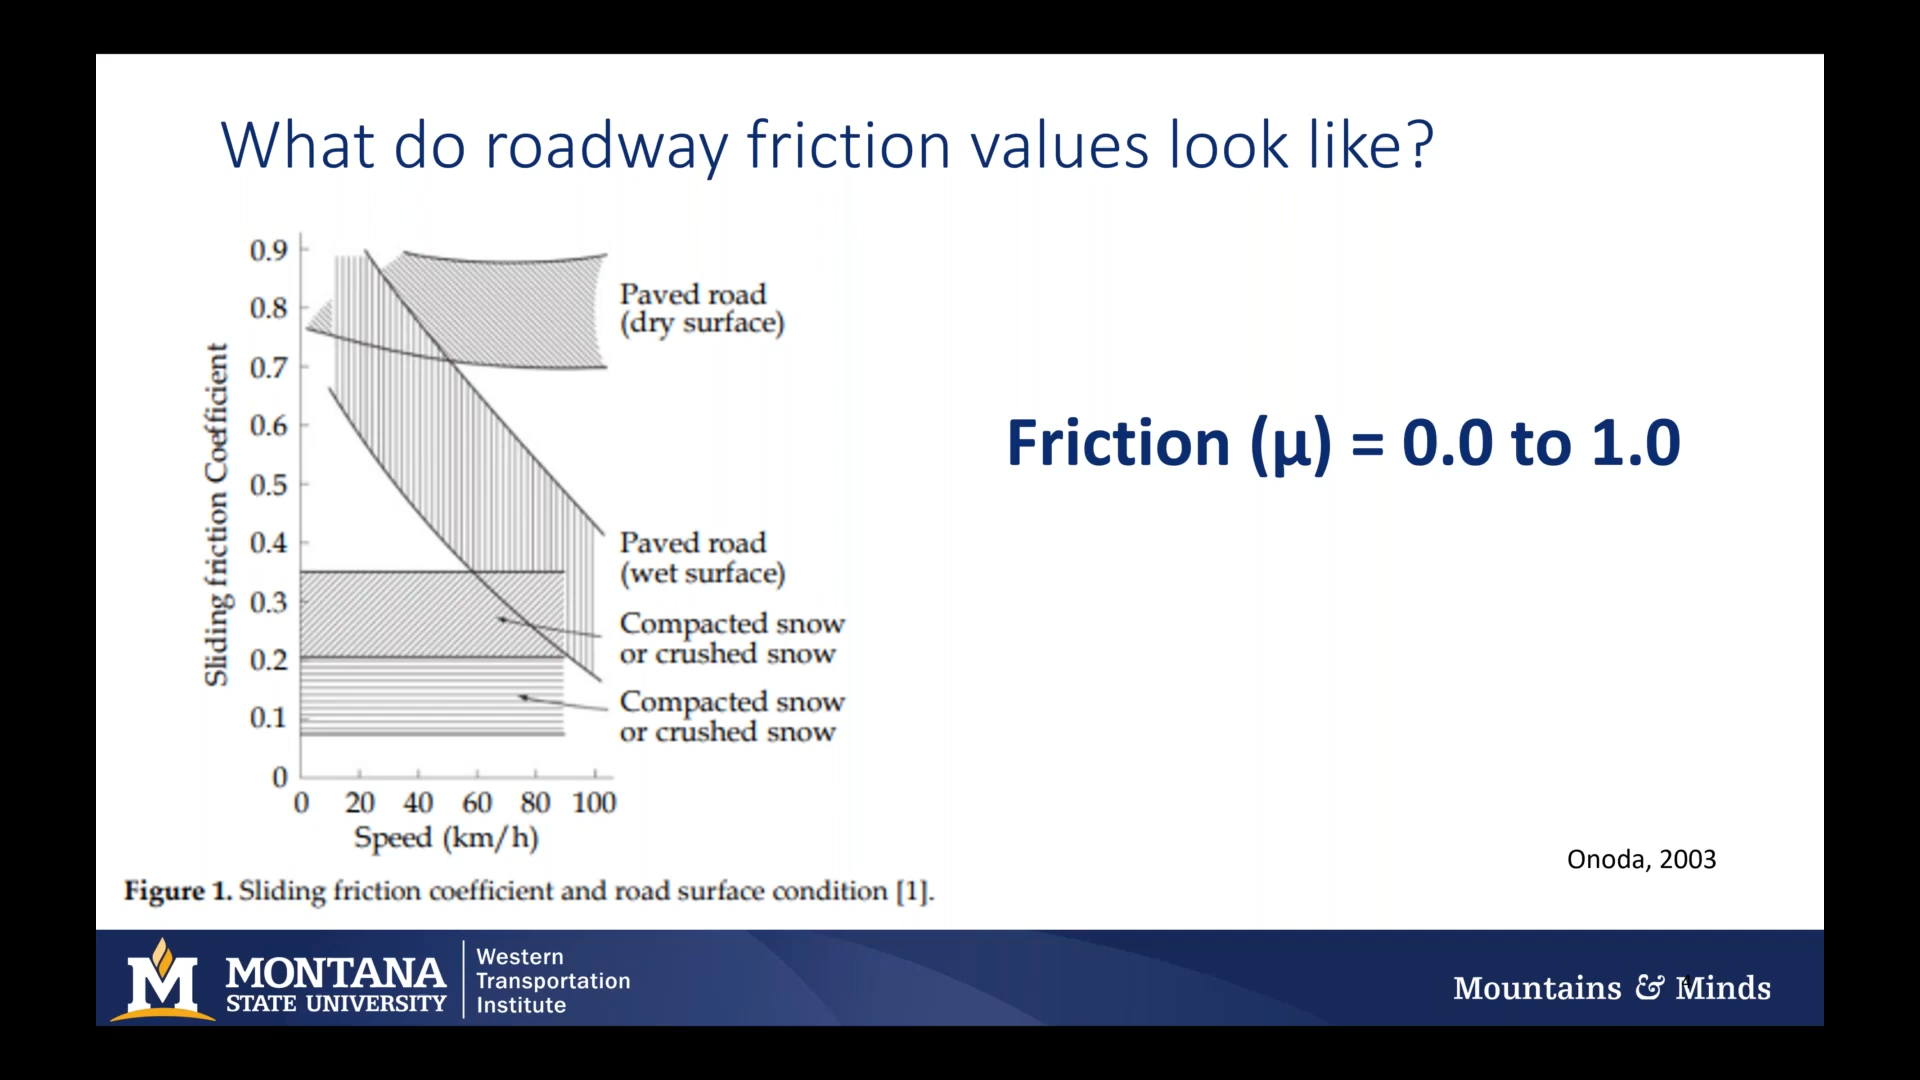 What do roadway friction values look like?
0.9
0.8
0.7
0.6
0.5
0.4
0.3
0.2
0.1
0
Sliding friction Coefficient
0 20 40 60 80 100
Speed (km/h)
Paved road
(dry surface)
Paved road
(wet surface)
Compacted snow
or crushed snow
Compacted snow
or crushed snow
Figure 1. Sliding friction coefficient and road surface condition [1].
Friction (μ) = 0.0 to 1.0
Onoda, 2003
M
MONTANA
STATE UNIVERSITY
Western
Transportation
Institute
Mountains & Minds